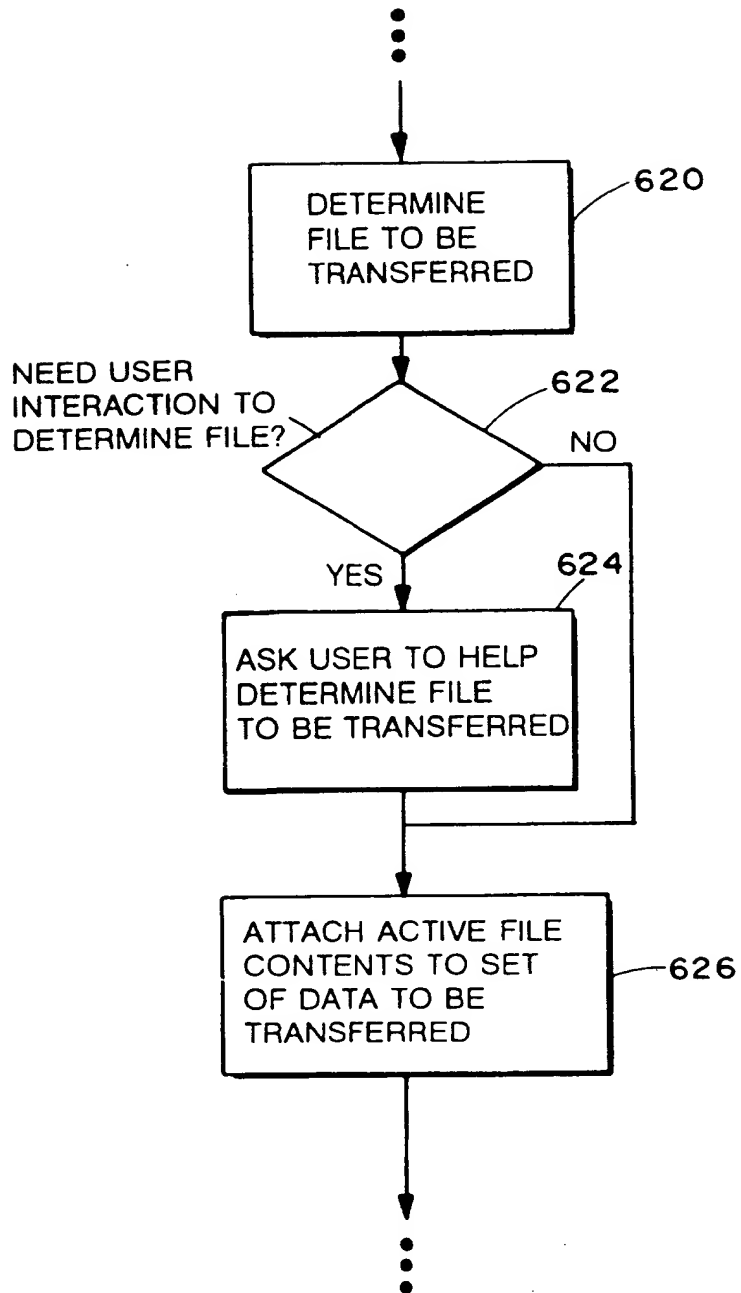 DETERMINE
FILE TO BE
TRANSFERRED
620
NEED USER
INTERACTION TO
DETERMINE FILE?
622
NO
YES
624
ASK USER TO HELP
DETERMINE FILE
TO BE TRANSFERRED
ATTACH ACTIVE FILE
CONTENTS TO SET
OF DATA TO BE
TRANSFERRED
626